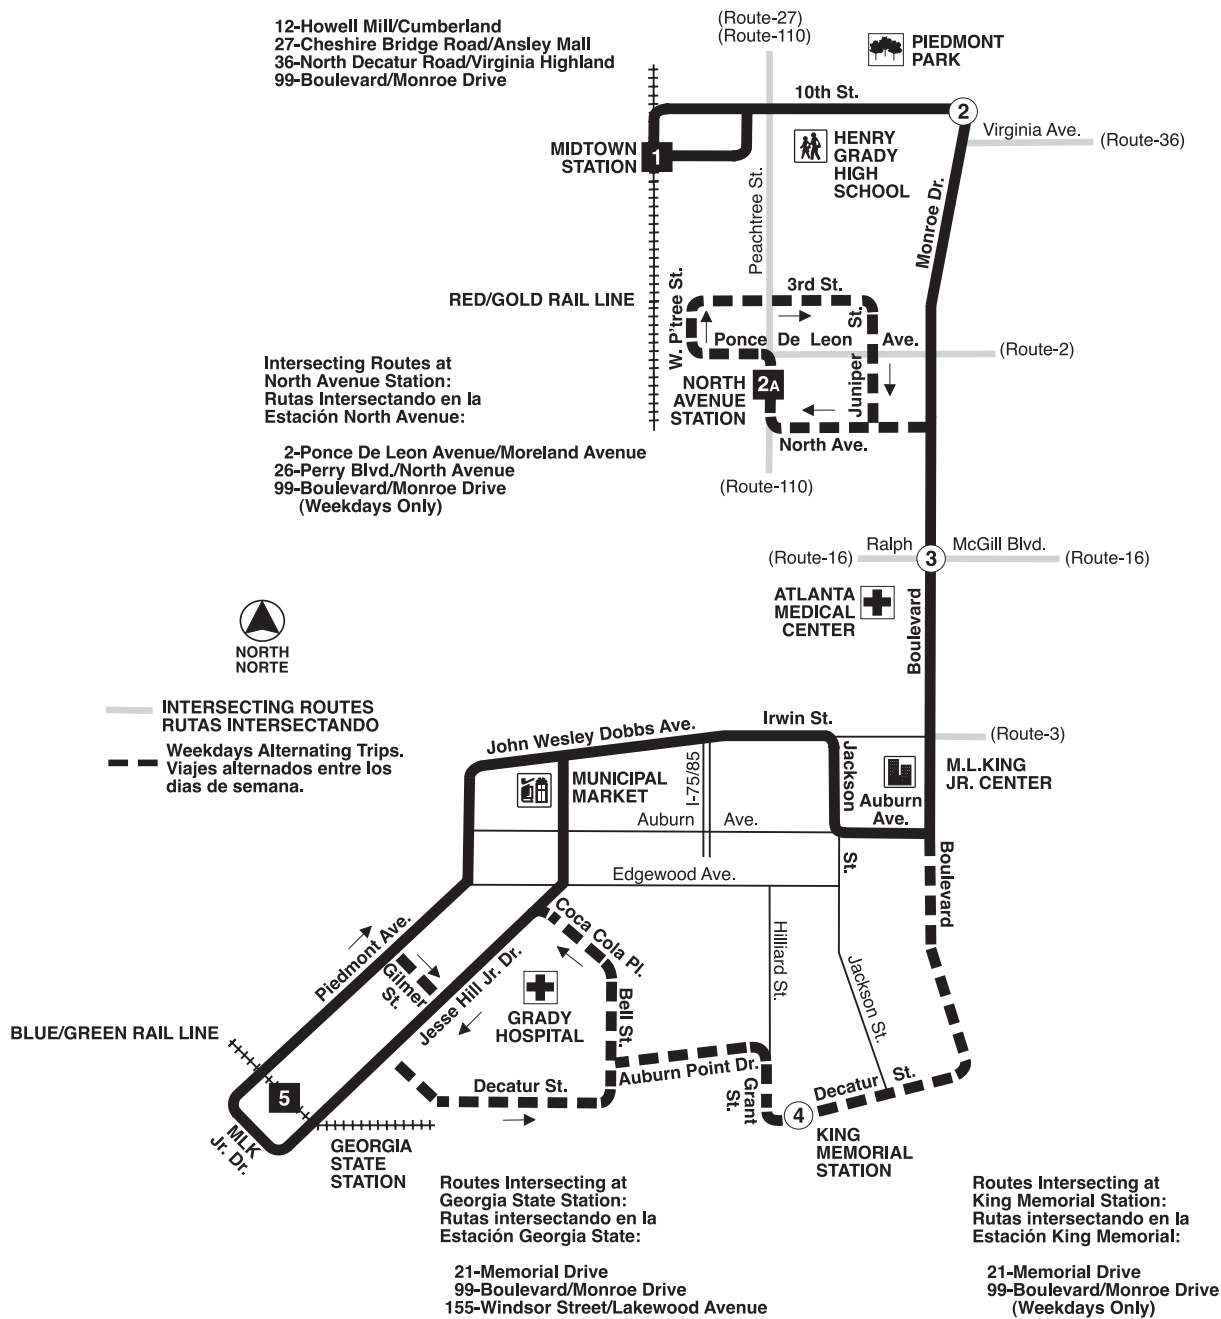 12-Howell Mill/Cumberland
27-Cheshire Bridge Road/Ansley Mall
36-North Decatur Road/Virginia Highland
99-Boulevard/Monroe Drive
(Route-27)
(Route-110)
PIEDMONT
PARK
10th St.
2
Virginia Ave.
(Route-36)
MIDTOWN
STATION
1
HENRY
GRADY
HIGH
SCHOOL
Peachtree St.
Monroe Dr.
RED/GOLD RAIL LINE
W. P'tree St.
3rd St.
Ponce De Leon Ave.
(Route-2)
Juniper St.
NORTH
AVENUE
STATION
2A
North Ave.
(Route-110)
Intersecting Routes at
North Avenue Station:
Rutas Intersectando en la
Estación North Avenue:
2-Ponce De Leon Avenue/Moreland Avenue
26-Perry Blvd./North Avenue
99-Boulevard/Monroe Drive
(Weekdays Only)
(Route-16)
Ralph
3
McGill Blvd.
(Route-16)
ATLANTA
MEDICAL
CENTER
Boulevard
NORTH
NORTE
INTERSECTING ROUTES
RUTAS INTERSECTANDO
Weekdays Alternating Trips.
Viajes alternados entre los
dias de semana.
John Wesley Dobbs Ave.
Irwin St.
(Route-3)
Jackson St.
M.L.KING
JR. CENTER
MUNICIPAL
MARKET
I-75/85
Auburn
Ave.
Auburn Ave.
Edgewood Ave.
Boulevard
Coca Cola Pl.
Hilliard St.
Jackson St.
Piedmont Ave.
Gilmer
St.
Jesse Hill Jr. Dr.
GRADY
HOSPITAL
Bell St.
BLUE/GREEN RAIL LINE
Auburn Point Dr.
Decatur St.
Grant
St.
Decatur St.
5
4
MLK
Jr. Dr.
GEORGIA
STATE
STATION
KING
MEMORIAL
STATION
Routes Intersecting at
Georgia State Station:
Rutas intersectando en la
Estación Georgia State:
21-Memorial Drive
99-Boulevard/Monroe Drive
155-Windsor Street/Lakewood Avenue
Routes Intersecting at
King Memorial Station:
Rutas intersectando en la
Estación King Memorial:
21-Memorial Drive
99-Boulevard/Monroe Drive
(Weekdays Only)